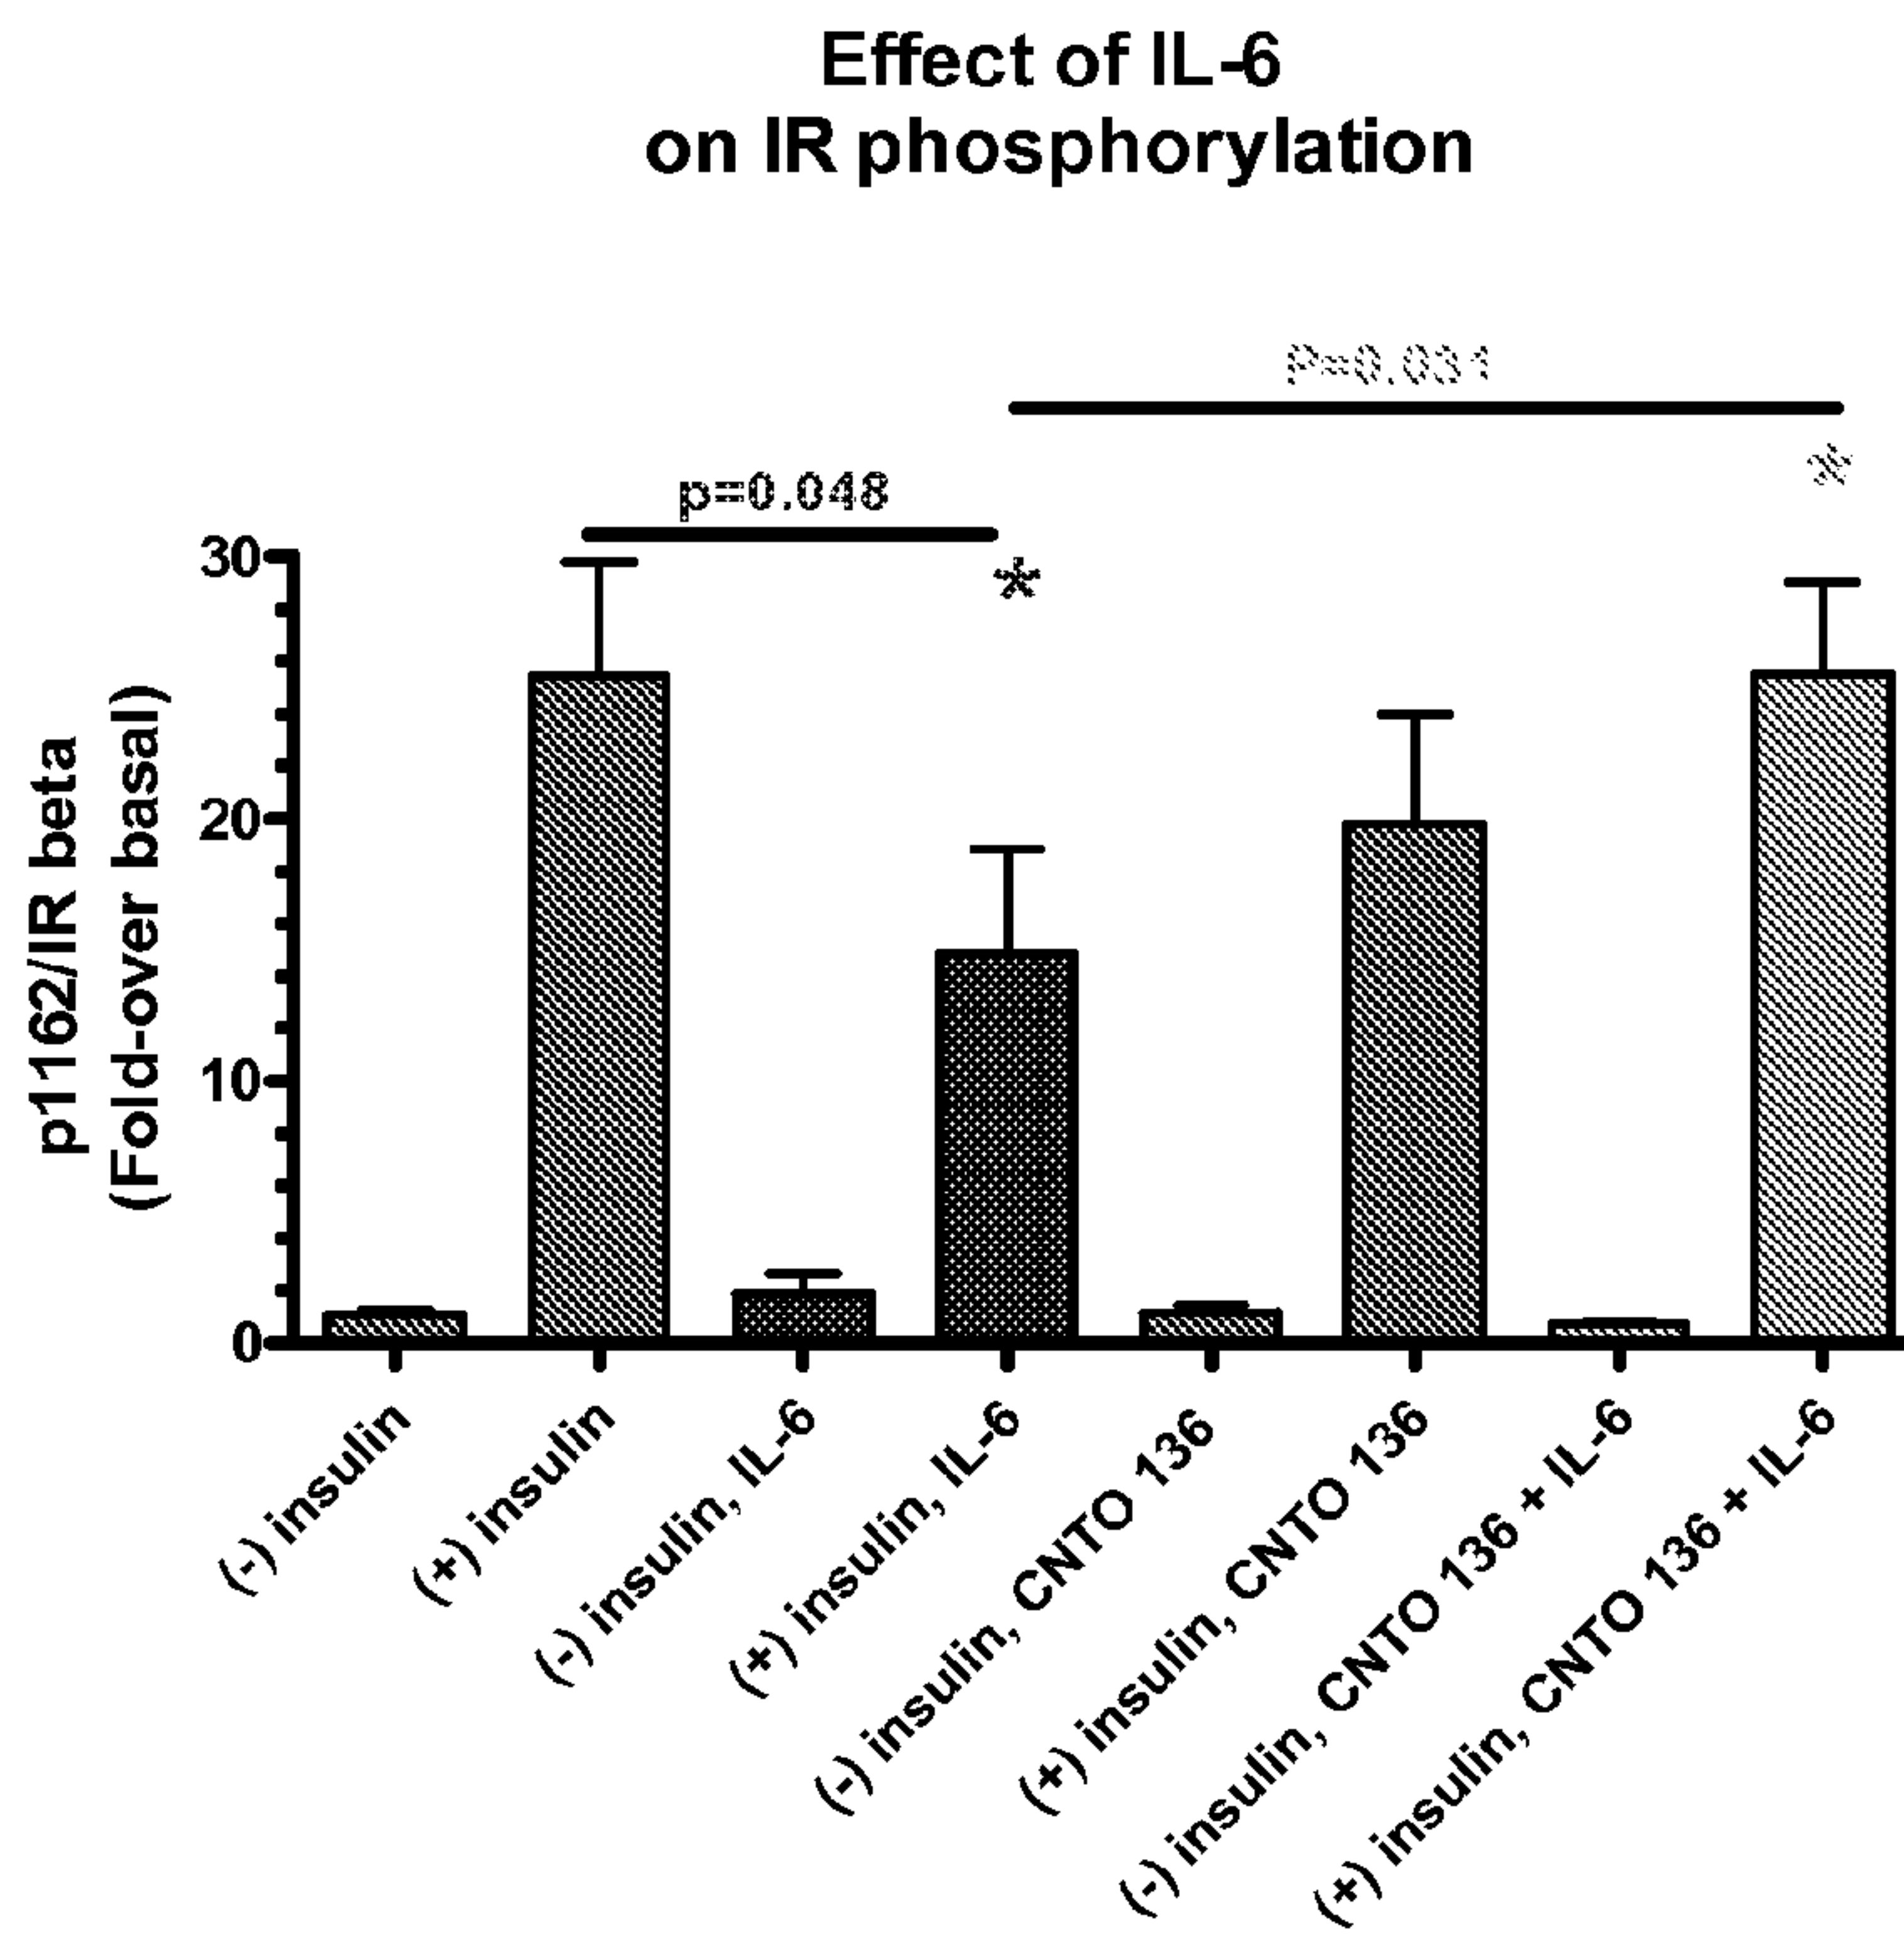 Effect of IL-6
on IR phosphorylation
P=0.031
*
p=0.048
*
p1162/IR beta
(Fold-over basal)
30
20
10
0
(-) insulin
(+) insulin
(-) insulin, IL-6
(+) insulin, IL-6
(-) insulin, CNTO 136
(+) insulin, CNTO 136
(-) insulin, CNTO 136 + IL-6
(+) insulin, CNTO 136 + IL-6